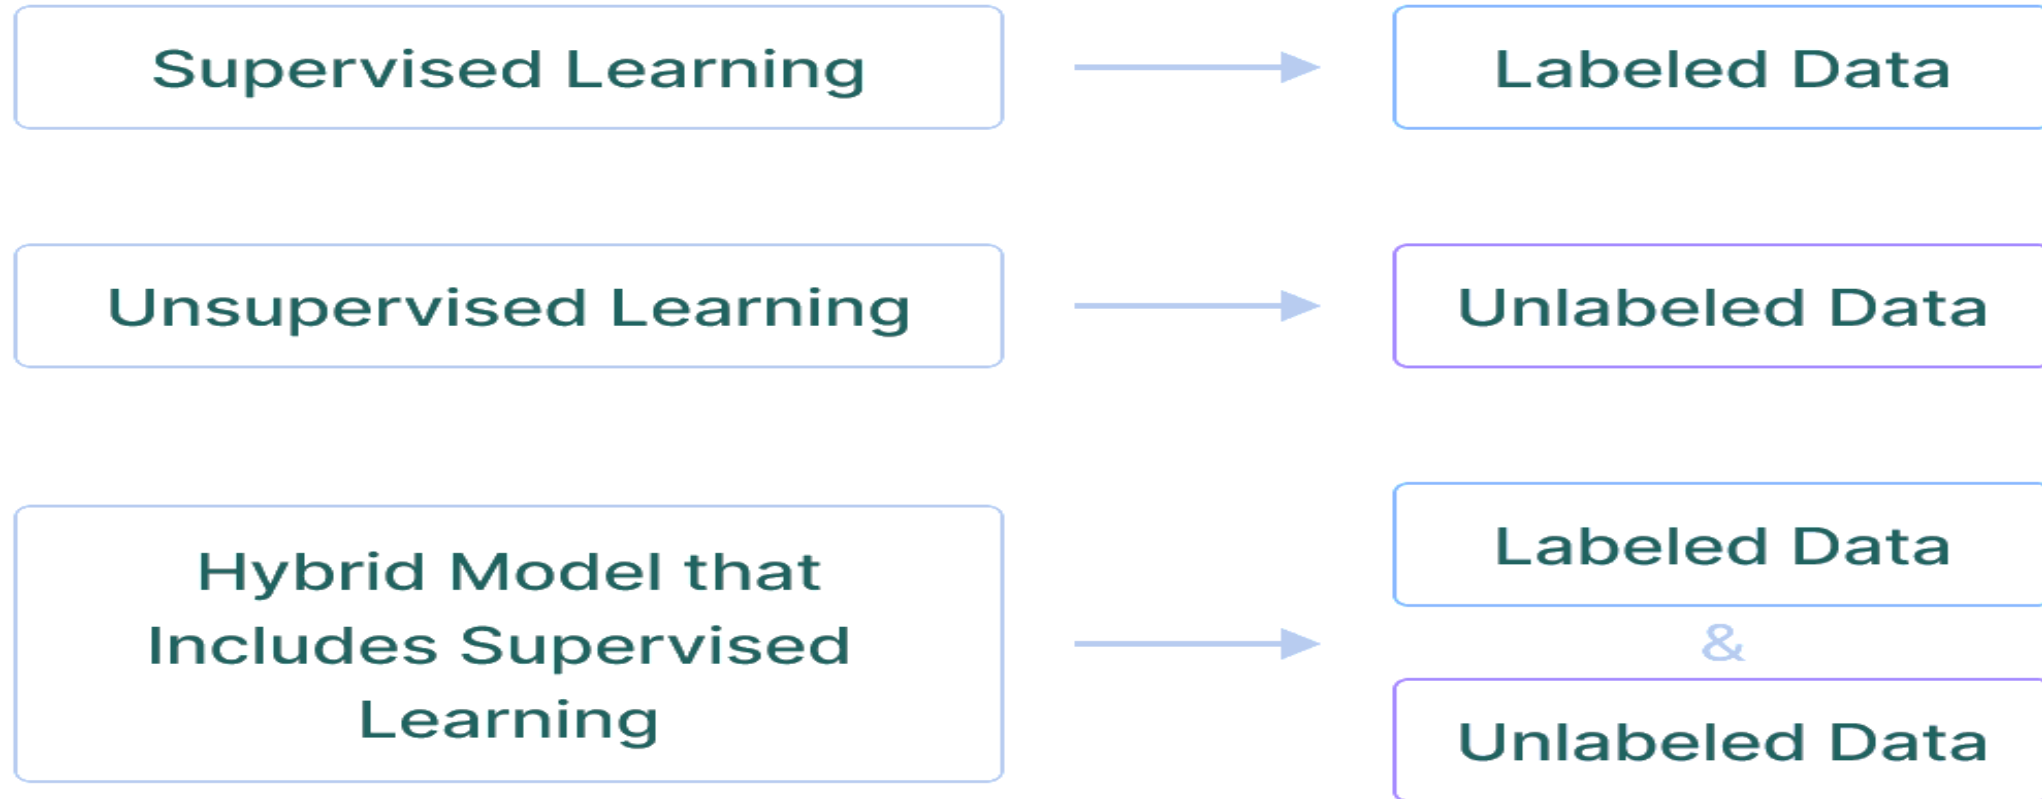 Supervised Learning
Labeled Data
Unsupervised Learning
Unlabeled Data
Hybrid Model that
Includes Supervised
Learning
Labeled Data
&
Unlabeled Data